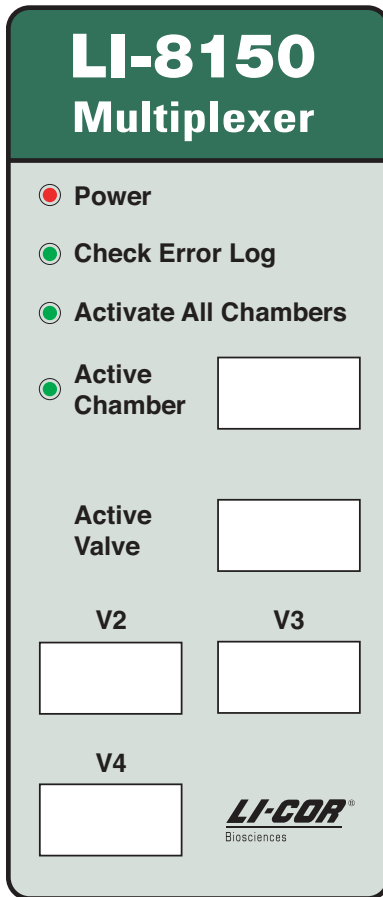 LI-8150
Multiplexer
Power
Check Error Log
Activate All Chambers
Active
Chamber
Active
Valve
V2 V3
V4
LI-COR®
Biosciences